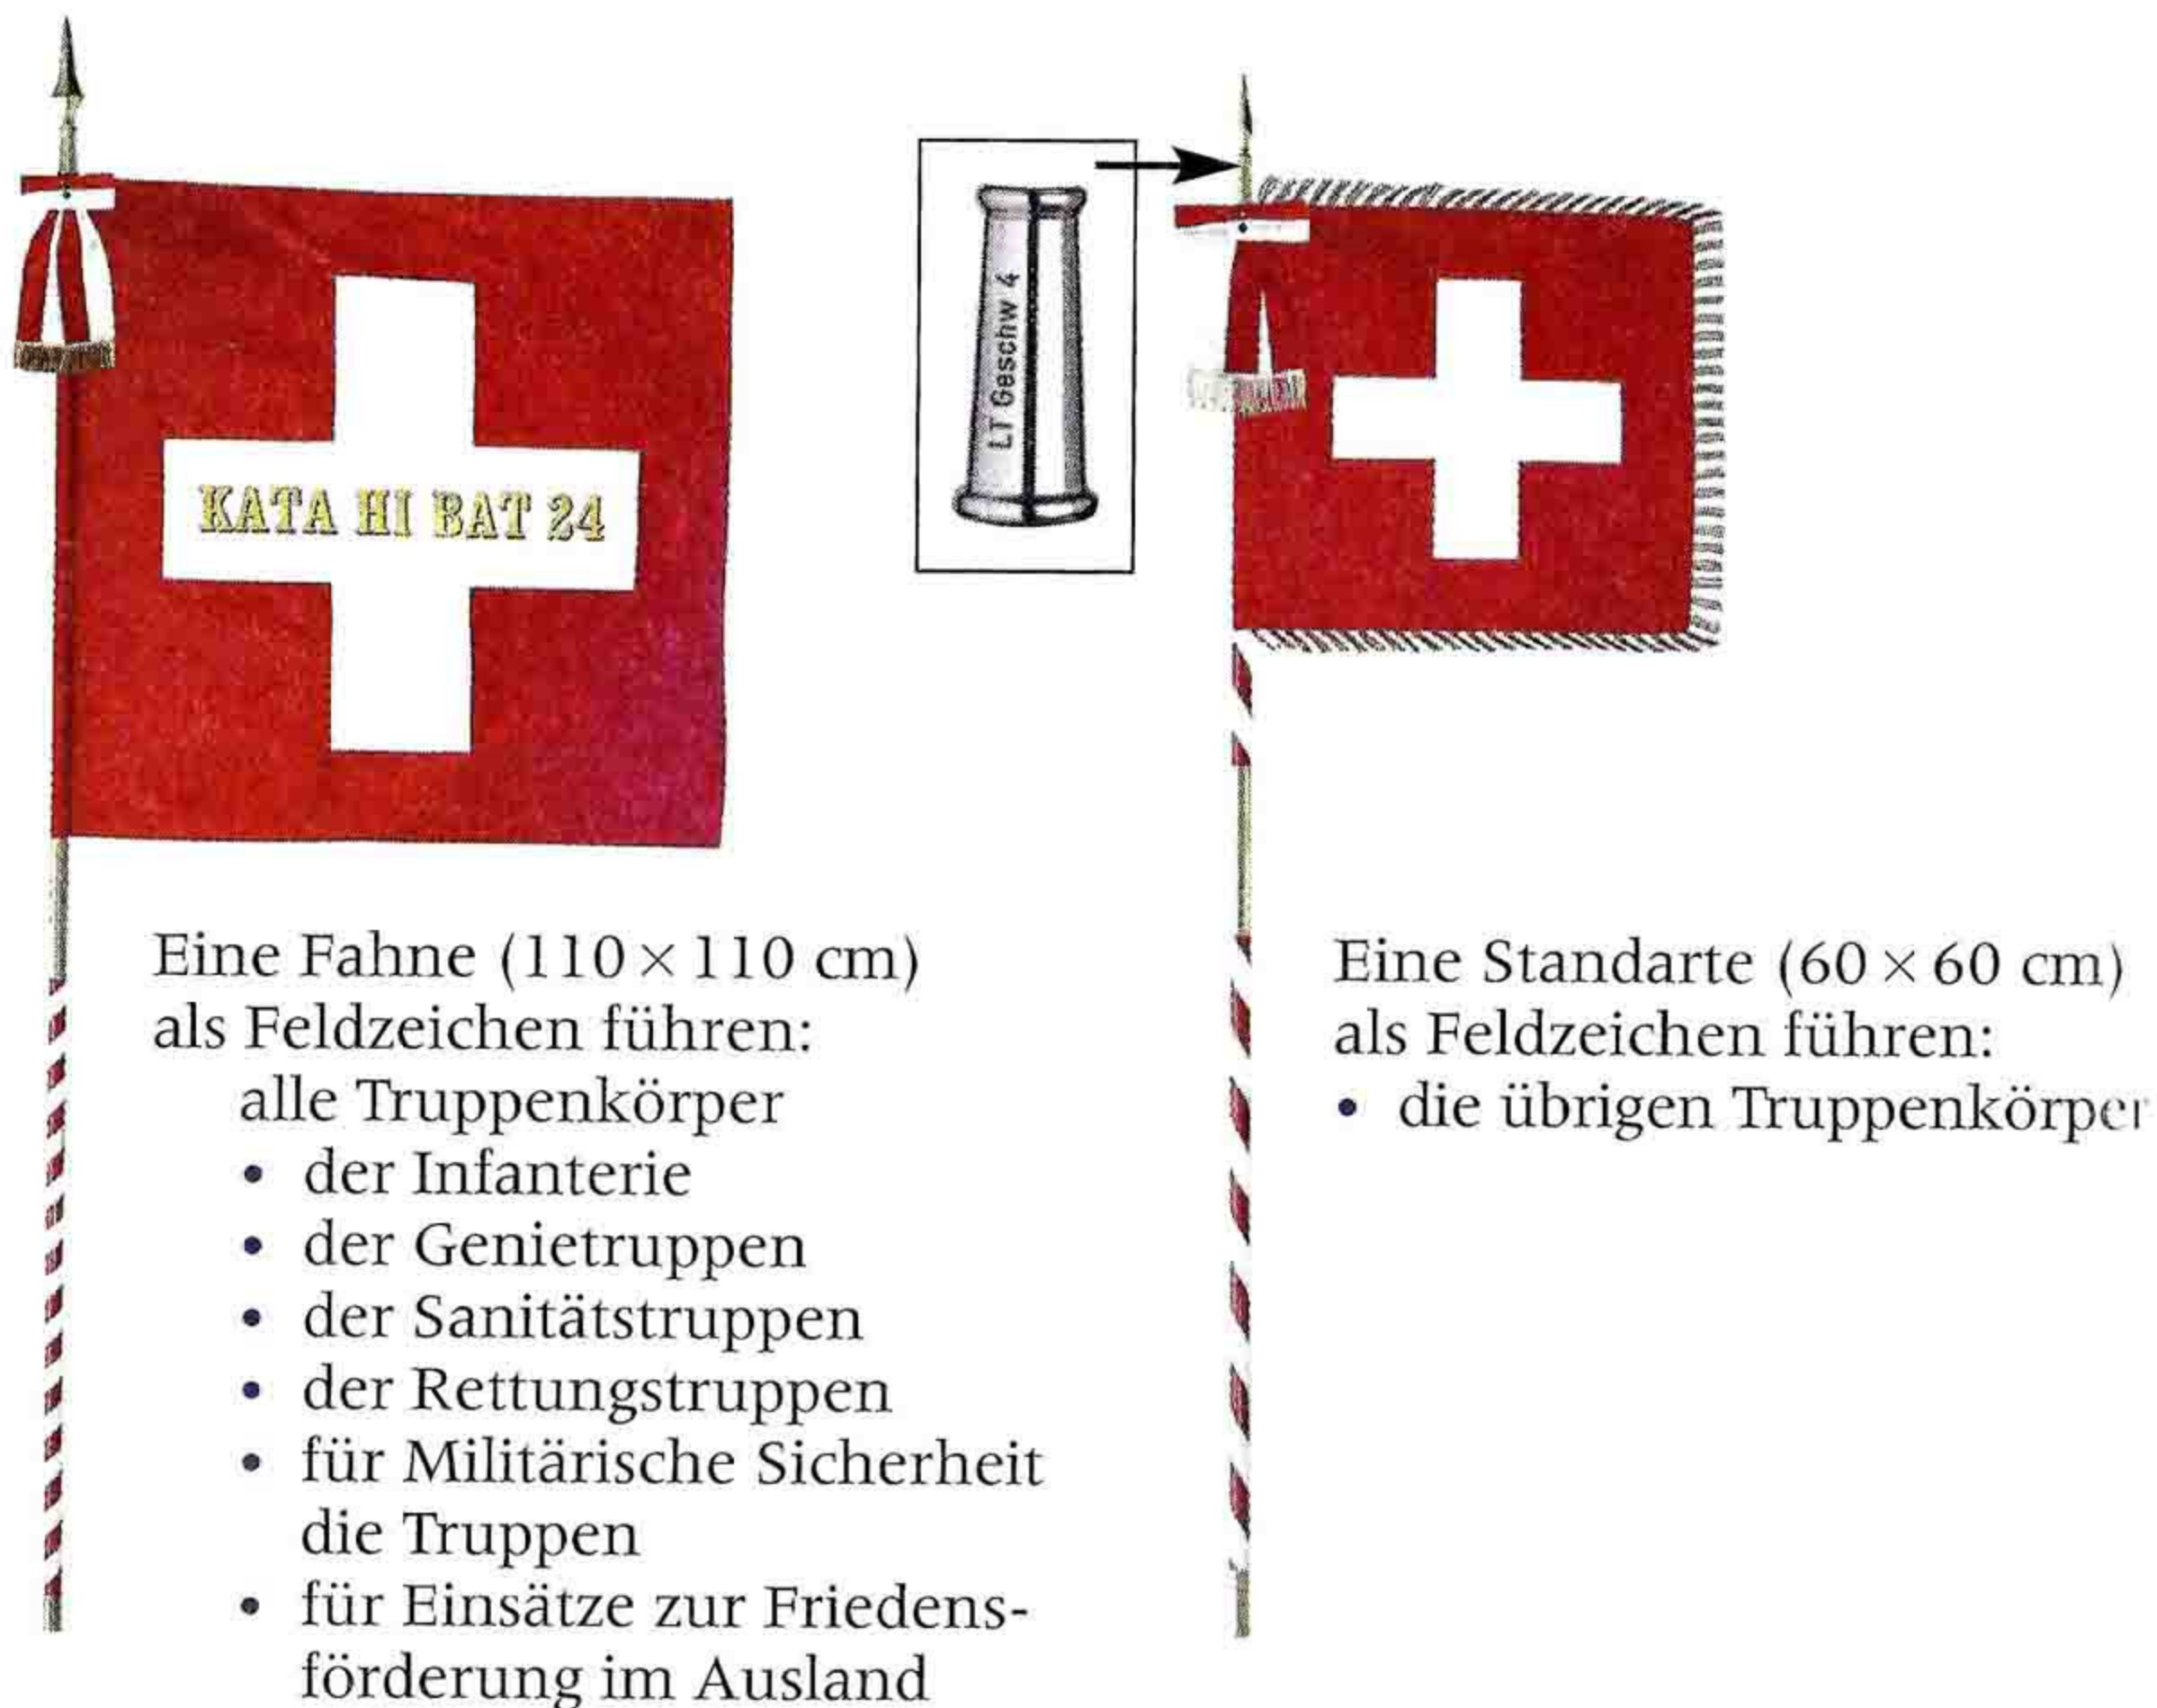 KATA HI BAT 24
LT Geschw 4
Eine Fahne (110 × 110 cm)
als Feldzeichen führen:
alle Truppenkörper
• der Infanterie
• der Genietruppen
• der Sanitätstruppen
• der Rettungstruppen
• für Militärische Sicherheit
die Truppen
• für Einsätze zur Friedens-
förderung im Ausland
Eine Standarte (60 × 60 cm)
als Feldzeichen führen:
• die übrigen Truppenkörper